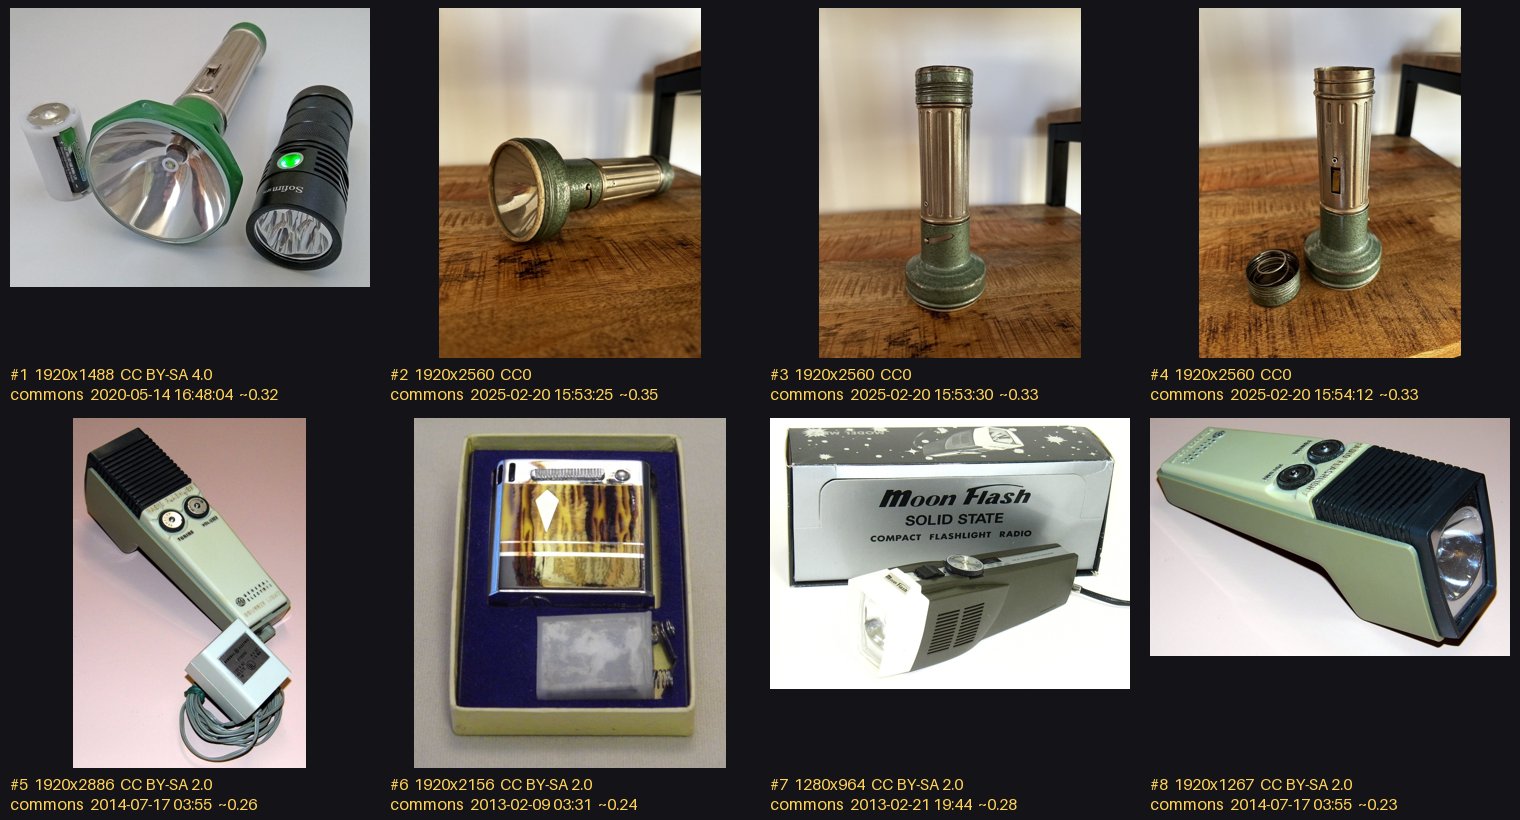 #1 1920x1488 CC BY-SA 4.0
commons 2020-05-14 16:48:04 ~0.32
#2 1920x2560 CC0
commons 2025-02-20 15:53:25 ~0.35
#3 1920x2560 CC0
commons 2025-02-20 15:53:30 ~0.33
#4 1920x2560 CC0
commons 2025-02-20 15:54:12 ~0.33
Sofirn
Moon Flash
SOLID STATE
COMPACT FLASHLIGHT RADIO
Moon Flash
TUNING
VOLUME
GENERAL
ELECTRIC
#5 1920x2886 CC BY-SA 2.0
commons 2014-07-17 03:55 ~0.26
#6 1920x2156 CC BY-SA 2.0
commons 2013-02-09 03:31 ~0.24
#7 1280x964 CC BY-SA 2.0
commons 2013-02-21 19:44 ~0.28
#8 1920x1267 CC BY-SA 2.0
commons 2014-07-17 03:55 ~0.23